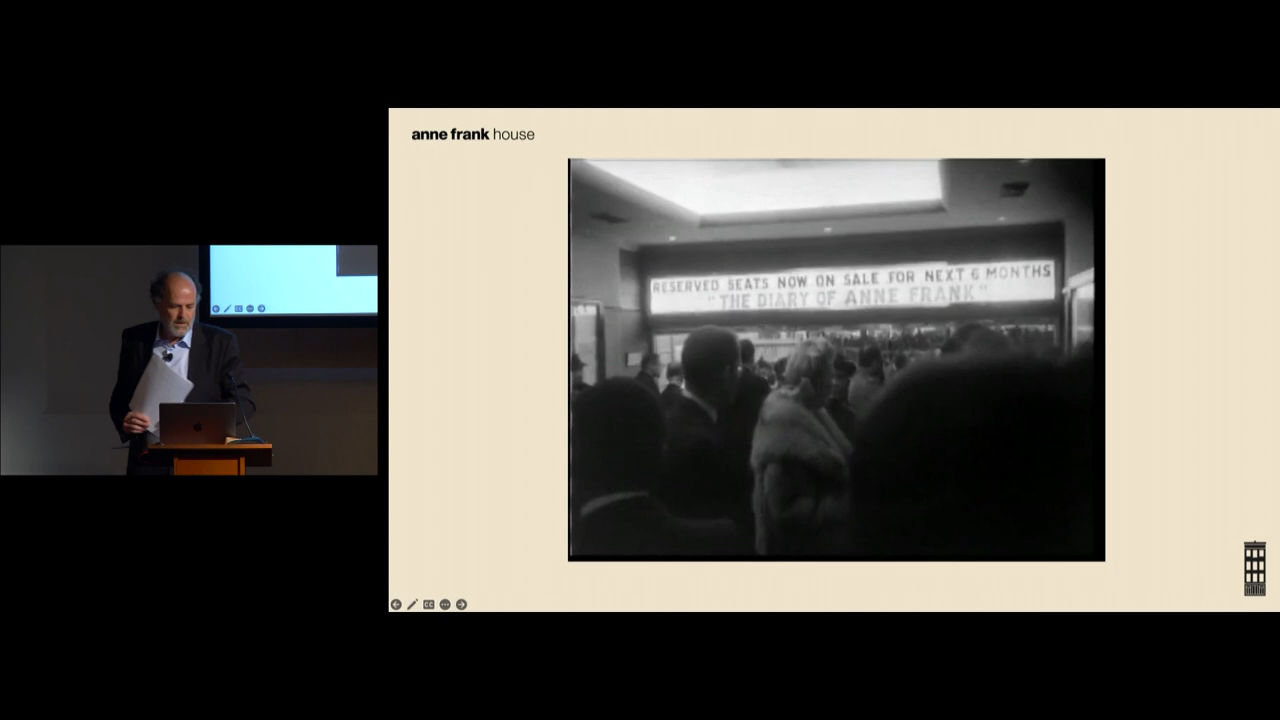 anne frank house
RESERVED SEATS NOW ON SALE FOR NEXT 6 MONTHS
"THE DIARY OF ANNE FRANK"